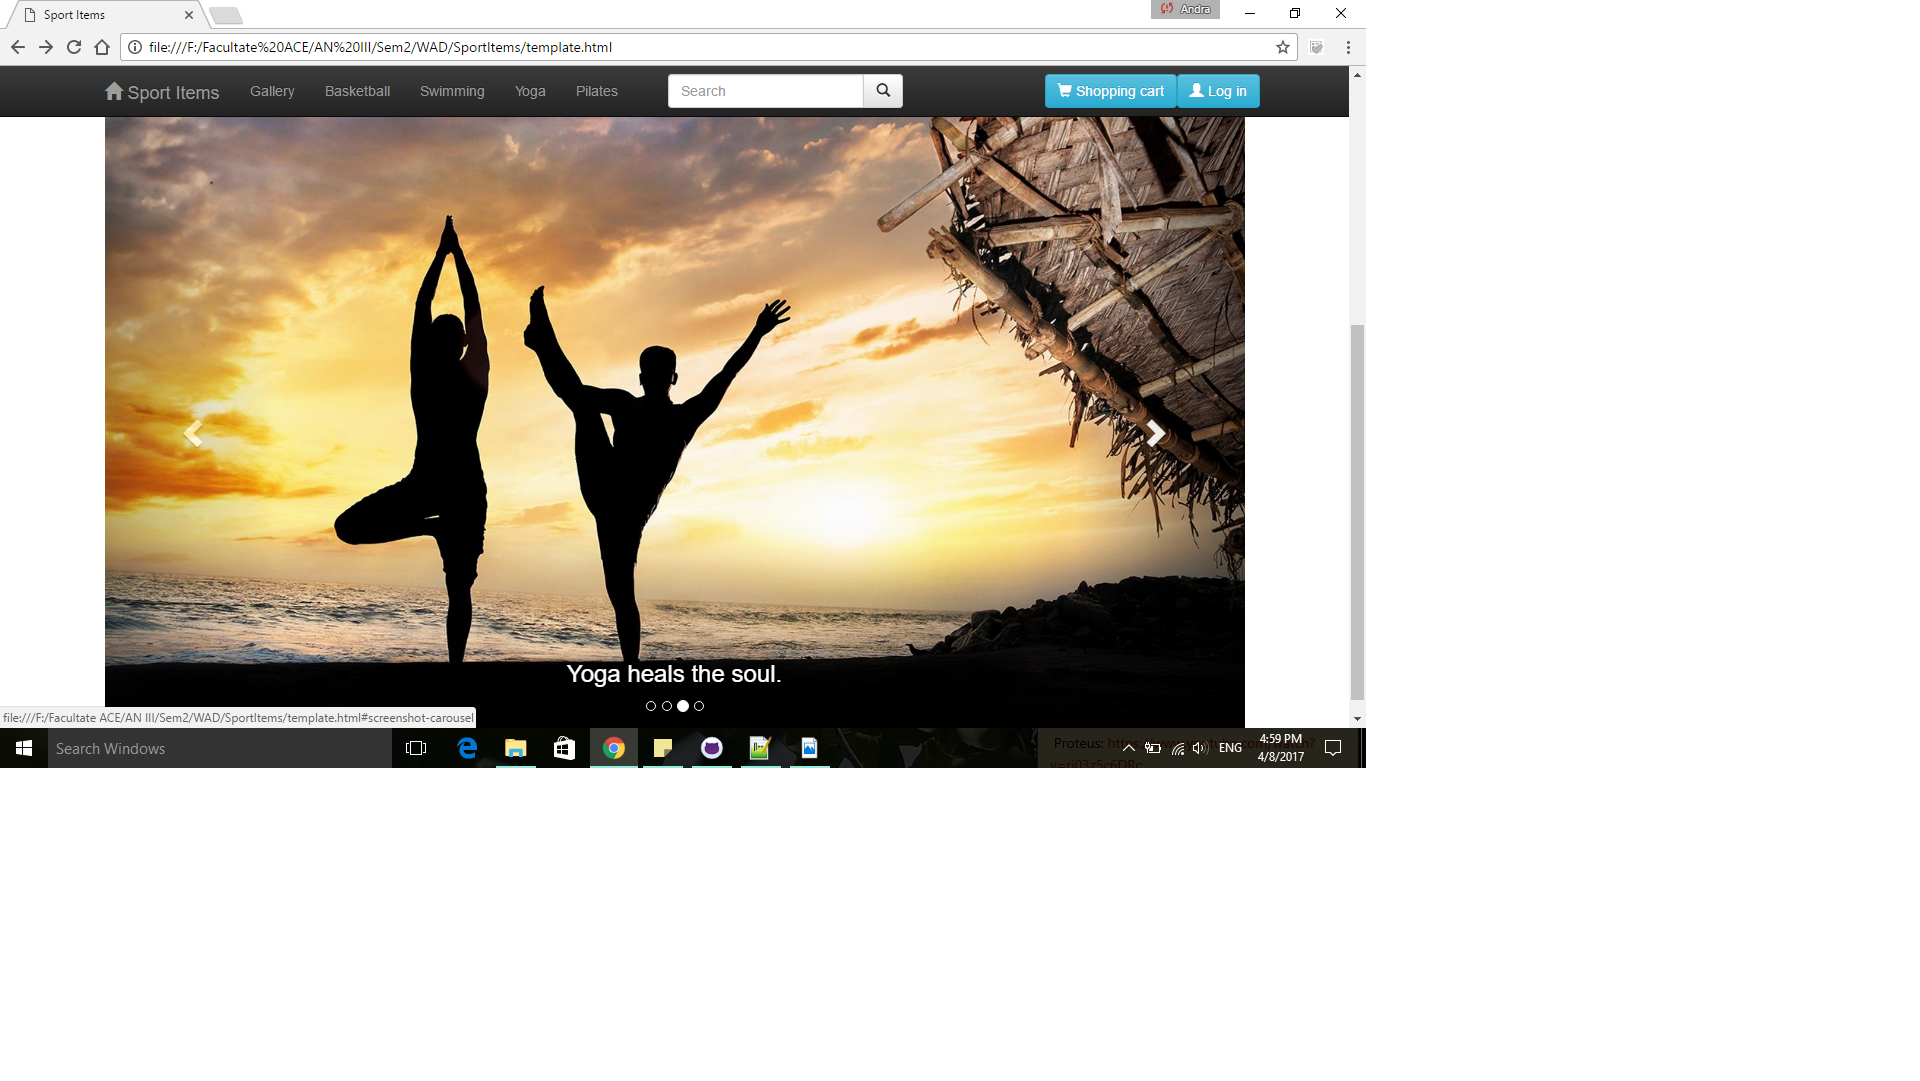 Sport Items
Andra
file:///F:/Facultate%20ACE/AN%20III/Sem2/WAD/SportItems/template.html
Sport Items Gallery Basketball Swimming Yoga Pilates Search Shopping cart Log in
Yoga heals the soul.
file:///F:/Facultate ACE/AN III/Sem2/WAD/SportItems/template.html#screenshot-carousel
Search Windows
Proteus:
ENG
4:59 PM
4/8/2017